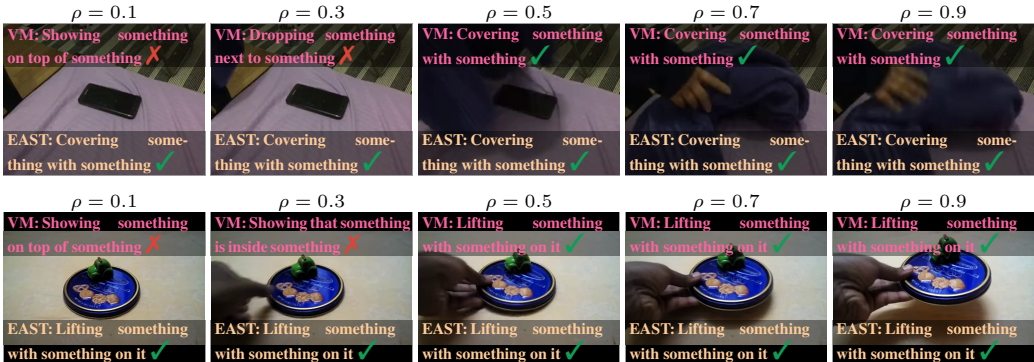 ρ = 0.1
VM: Showing something
on top of something ✗
EAST: Covering some-
thing with something ✓
ρ = 0.3
VM: Dropping something
next to something ✗
EAST: Covering some-
thing with something ✓
ρ = 0.5
VM: Covering something
with something ✓
EAST: Covering some-
thing with something ✓
ρ = 0.7
VM: Covering something
with something ✓
EAST: Covering some-
thing with something ✓
ρ = 0.9
VM: Covering something
with something ✓
EAST: Covering some-
thing with something ✓
ρ = 0.1
VM: Showing something
on top of something ✗
EAST: Lifting something
with something on it ✓
ρ = 0.3
VM: Showing that something
is inside something ✗
EAST: Lifting something
with something on it ✓
ρ = 0.5
VM: Lifting something
with something on it ✓
EAST: Lifting something
with something on it ✓
ρ = 0.7
VM: Lifting something
with something on it ✓
EAST: Lifting something
with something on it ✓
ρ = 0.9
VM: Lifting something
with something on it ✓
EAST: Lifting something
with something on it ✓